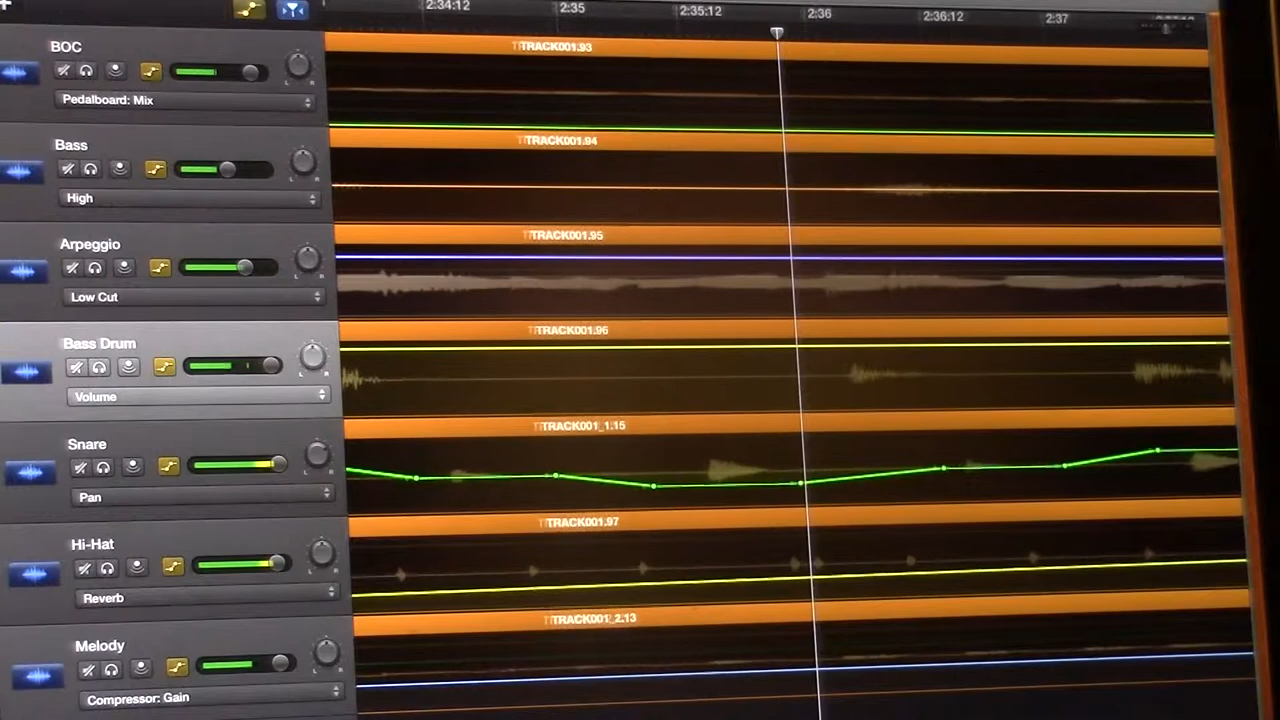 2:34:12 2:35 2:35:12 2:36 2:36:12 2:37
BOC
TRACK001.93
Pedalboard: Mix
Bass
TRACK001.94
High
Arpeggio
TRACK001.95
L R
Low Cut
Bass Drum
TRACK001.96
L R
Volume
Snare
TRACK001_1.15
L R
Pan
Hi-Hat
TRACK001.97
L R
Reverb
Melody
TRACK001_2.13
L R
Compressor: Gain